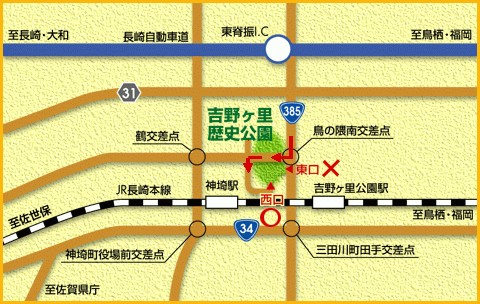 至長崎・大和
長崎自動車道
東脊振I.C
至鳥栖・福岡
31
吉野ヶ里
歴史公園
385
鶴交差点
鳥の隈南交差点
東口
JR長崎本線
神埼駅
西口
吉野ヶ里公園駅
至佐世保
至鳥栖・福岡
34
神埼町役場前交差点
三田川町田手交差点
至佐賀県庁